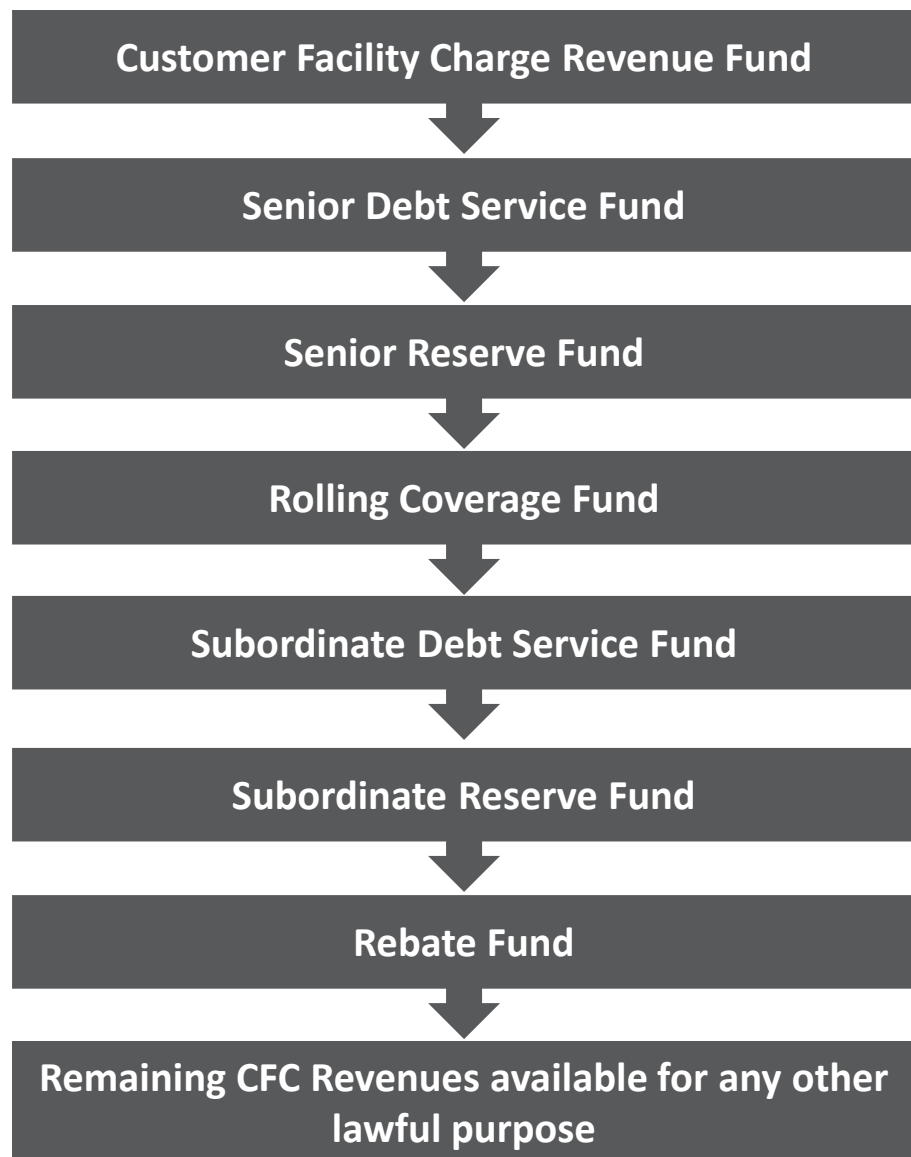 Customer Facility Charge Revenue Fund
Senior Debt Service Fund
Senior Reserve Fund
Rolling Coverage Fund
Subordinate Debt Service Fund
Subordinate Reserve Fund
Rebate Fund
Remaining CFC Revenues available for any other
lawful purpose